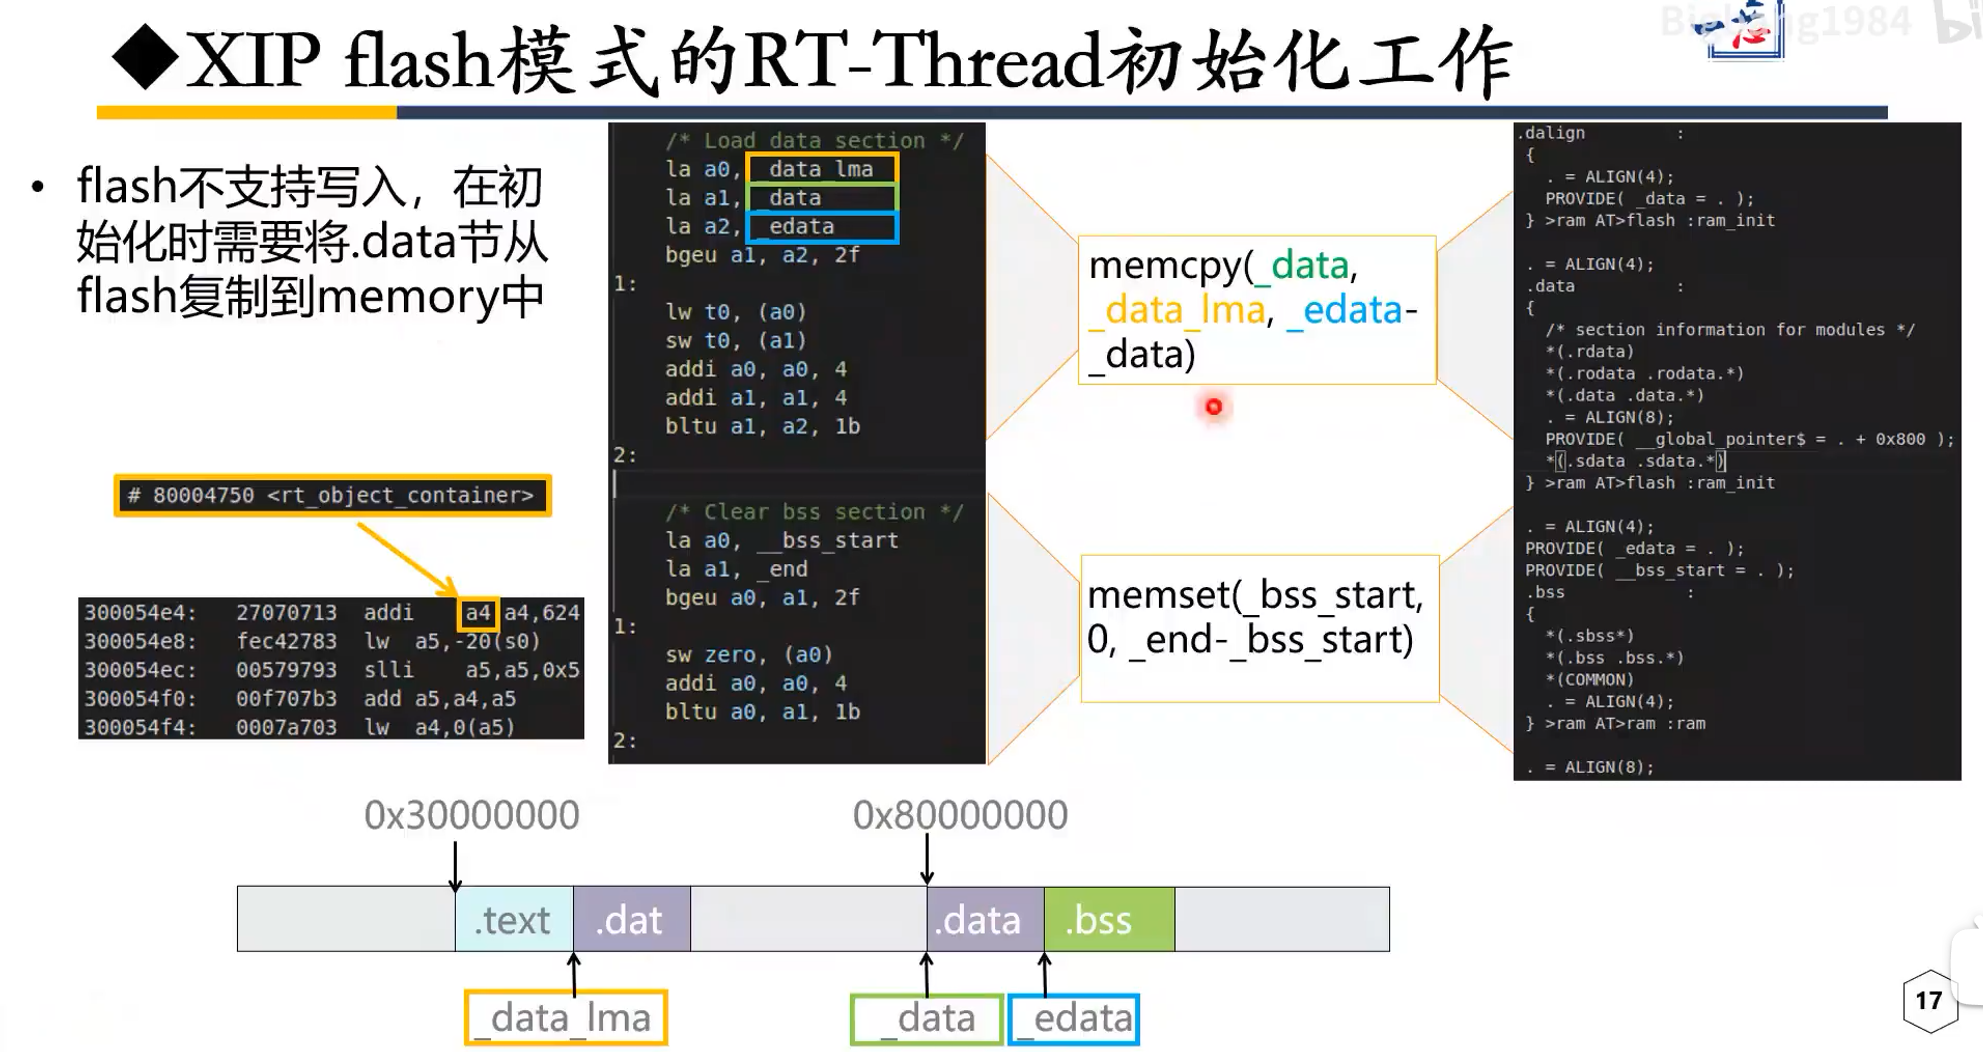 ◆XIP flash模式的RT-Thread初始化工作
• flash不支持写入，在初
始化时需要将.data节从
flash复制到memory中
# 80004750 <rt_object_container>
300054e4: 27070713 addi a4,a4,624
300054e8: fec42783 lw a5,-20(s0)
300054ec: 00579793 slli a5,a5,0x5
300054f0: 00f707b3 add a5,a4,a5
300054f4: 0007a703 lw a4,0(a5)
/* Load data section */
la a0, _data_lma
la a1, _data
la a2, _edata
bgeu a1, a2, 2f
1:
lw t0, (a0)
sw t0, (a1)
addi a0, a0, 4
addi a1, a1, 4
bltu a1, a2, 1b
2:
/* Clear bss section */
la a0, __bss_start
la a1, _end
bgeu a0, a1, 2f
1:
sw zero, (a0)
addi a0, a0, 4
bltu a0, a1, 1b
2:
memcpy(_data,
_data_lma, _edata-
_data)
memset(_bss_start,
0, _end-_bss_start)
.dalign :
{
. = ALIGN(4);
PROVIDE( _data = . );
} >ram AT>flash :ram_init
. = ALIGN(4);
.data :
{
/* section information for modules */
*(.rdata)
*(.rodata .rodata.*)
*(.data .data.*)
. = ALIGN(8);
PROVIDE( __global_pointer$ = . + 0x800 );
*(.sdata .sdata.*)
} >ram AT>flash :ram_init
. = ALIGN(4);
PROVIDE( _edata = . );
PROVIDE( __bss_start = . );
.bss :
{
*(.sbss*)
*(.bss .bss.*)
*(COMMON)
. = ALIGN(4);
} >ram AT>ram :ram
. = ALIGN(8);
0x30000000 0x80000000
.text .dat .data .bss
_data_lma _data _edata
17